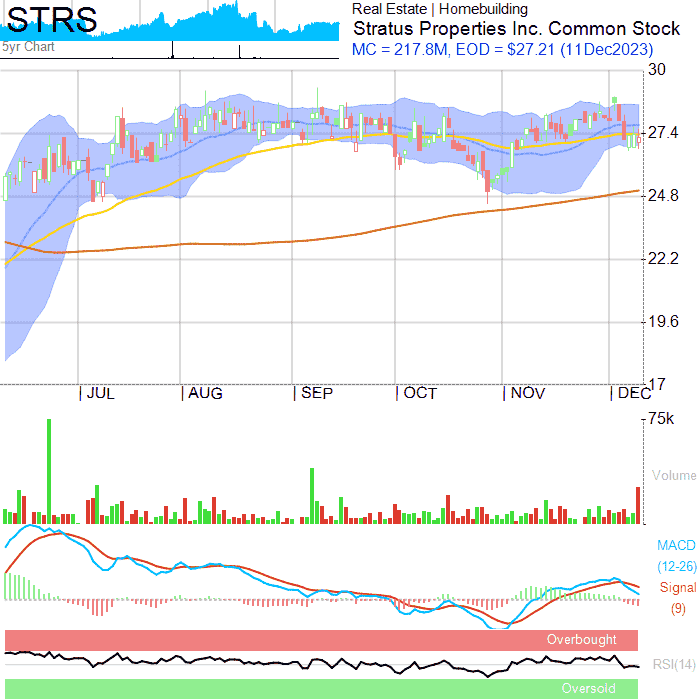 STRS
5yr Chart
Real Estate | Homebuilding
Stratus Properties Inc. Common Stock
MC = 217.8M, EOD = $27.21 (11Dec2023)
30
27.4
24.8
22.2
19.6
17
JUL AUG SEP OCT NOV DEC
75k
Volume
MACD
(12-26)
Signal
(9)
Overbought
RSI(14)
Oversold